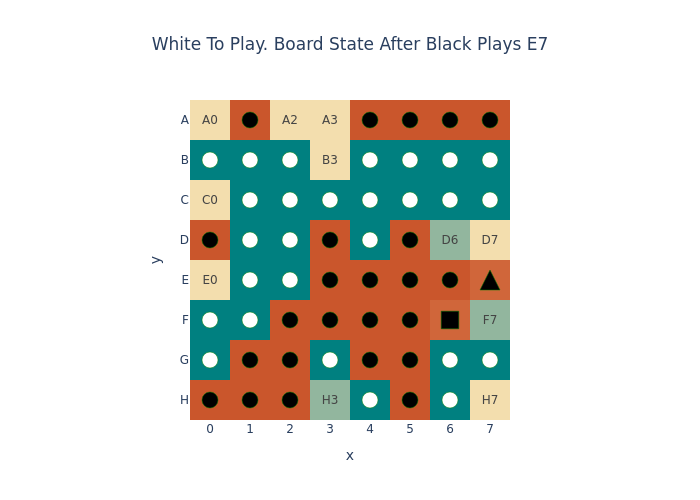 White To Play. Board State After Black Plays E7
A A0 A2 A3
B B3
C C0
D D6 D7
E E0
F F7
G
H H3 H7
0 1 2 3 4 5 6 7
x
y